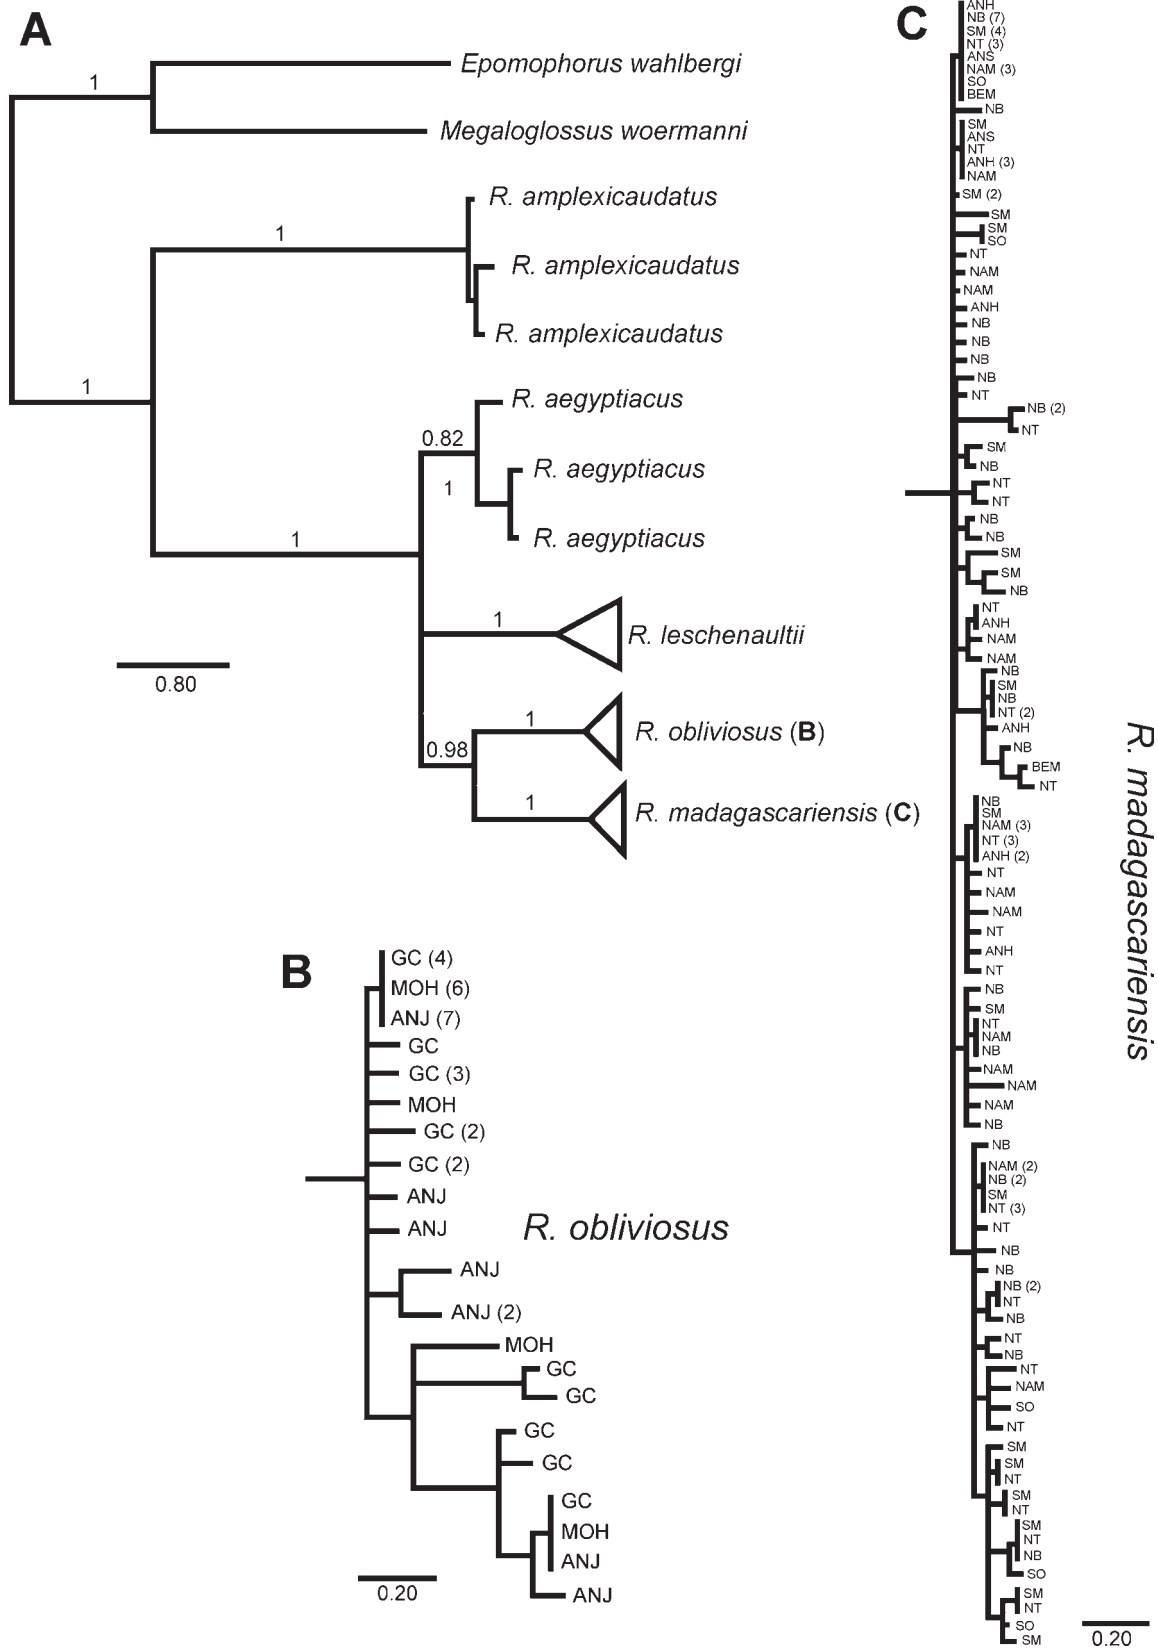 A
1
Epomophorus wahlbergi
Megaloglossus woermanni
R. amplexicaudatus
1
R. amplexicaudatus
R. amplexicaudatus
1
R. aegyptiacus
0.82
R. aegyptiacus
1
R. aegyptiacus
1
1
R. leschenaultii
0.80
1
R. obliviosus (B)
0.98
1
R. madagascariensis (C)
B
GC (4)
MOH (6)
ANJ (7)
GC
GC (3)
MOH
GC (2)
GC (2)
ANJ
ANJ
R. obliviosus
ANJ
ANJ (2)
MOH
GC
GC
GC
GC
GC
MOH
ANJ
ANJ
0.20
C
ANH
NB (7)
SM (4)
NT (3)
ANS
NAM (3)
SO
BEM
NB
SM
ANS
NT
ANH (3)
NAM
SM (2)
SM
SM
SO
NT
NAM
NAM
ANH
NB
NB
NB
NB
NT
NB (2)
NT
SM
NB
NT
NT
NB
NB
SM
SM
NB
NT
ANH
NAM
NAM
NB
SM
NB
NT (2)
ANH
NB
BEM
NT
NB
SM
NAM (3)
NT (3)
ANH (2)
NT
NAM
NAM
NT
ANH
NT
NB
SM
NT
NAM
NB
NAM
NAM
NAM
NB
NB
NAM (2)
NB (2)
SM
NT (3)
NT
NB
NB
NB (2)
NT
NB
NT
NB
NT
NAM
SO
NT
SM
SM
NT
SM
NT
SM
NT
NB
SO
SM
NT
SO
SM
R. madagascariensis
0.20